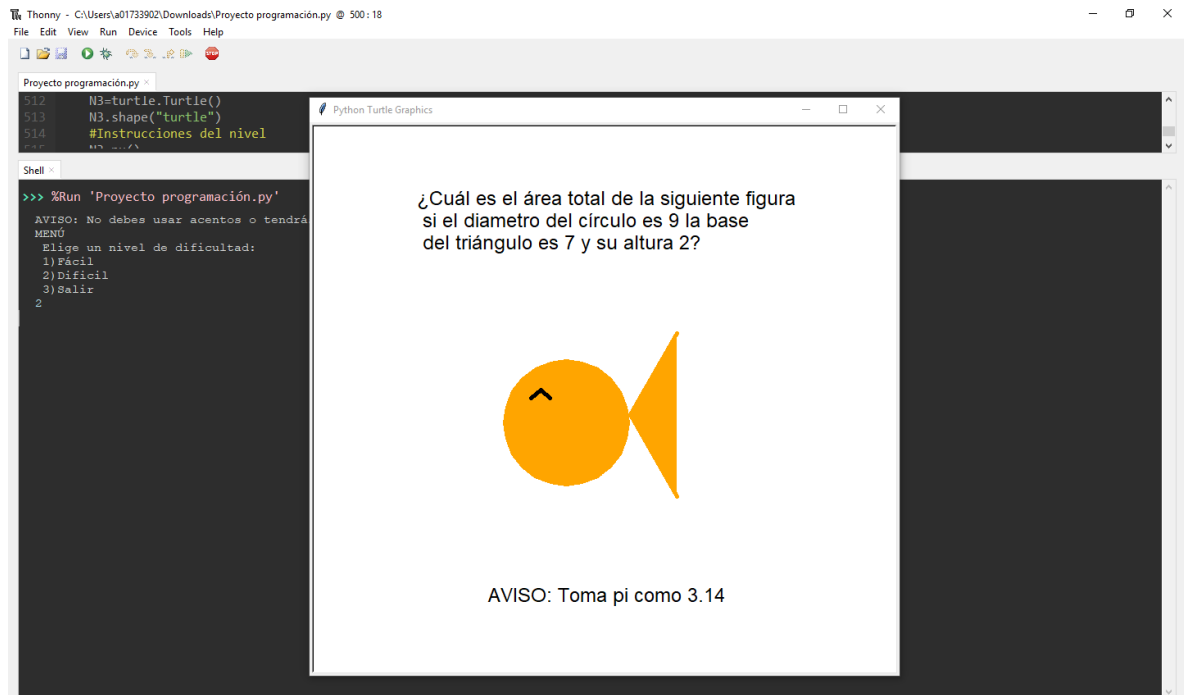 Thonny - C:\Users\a01733902\Downloads\Proyecto programación.py @ 500:18
File Edit View Run Device Tools Help
STOP
Proyecto programación.py ×
512 N3=turtle.Turtle()
513 N3.shape("turtle")
514 #Instrucciones del nivel
Shell ×
>>> %Run 'Proyecto programación.py'
AVISO: No debes usar acentos o tendrá
MENÚ
Elige un nivel de dificultad:
1)Fácil
2)Dificil
3)Salir
2
Python Turtle Graphics
¿Cuál es el área total de la siguiente figura
si el diametro del círculo es 9 la base
del triángulo es 7 y su altura 2?
AVISO: Toma pi como 3.14